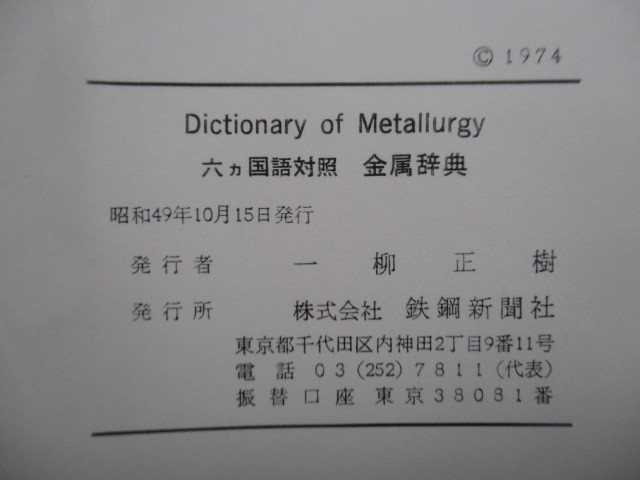 © 1974
Dictionary of Metallurgy
六ヵ国語対照 金属辞典
昭和49年10月15日発行
発行者 一柳正樹
発行所 株式会社 鉄鋼新聞社
東京都千代田区内神田2丁目9番11号
電話 03(252)7811(代表)
振替口座 東京38081番